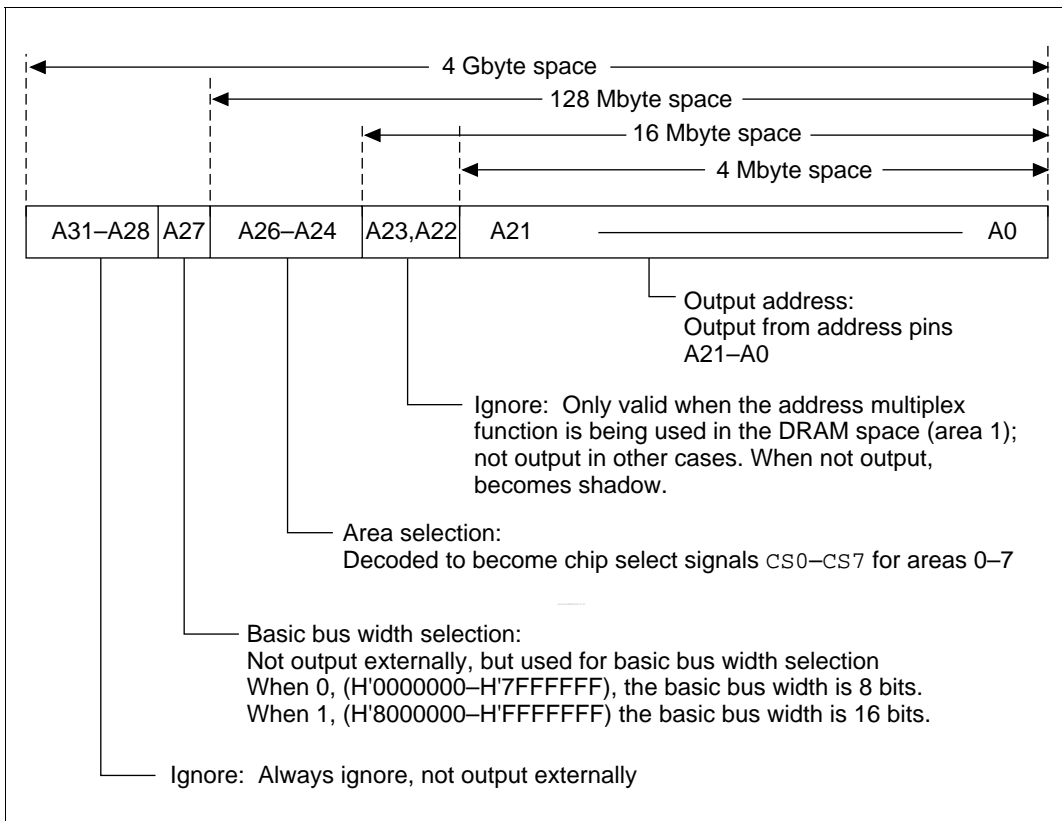 4 Gbyte space
128 Mbyte space
16 Mbyte space
4 Mbyte space
A31–A28 A27 A26–A24 A23,A22 A21 A0
Output address:
Output from address pins
A21–A0
Ignore: Only valid when the address multiplex
function is being used in the DRAM space (area 1);
not output in other cases. When not output,
becomes shadow.
Area selection:
Decoded to become chip select signals CS0–CS7 for areas 0–7
Basic bus width selection:
Not output externally, but used for basic bus width selection
When 0, (H'0000000–H'7FFFFFF), the basic bus width is 8 bits.
When 1, (H'8000000–H'FFFFFFF) the basic bus width is 16 bits.
Ignore: Always ignore, not output externally